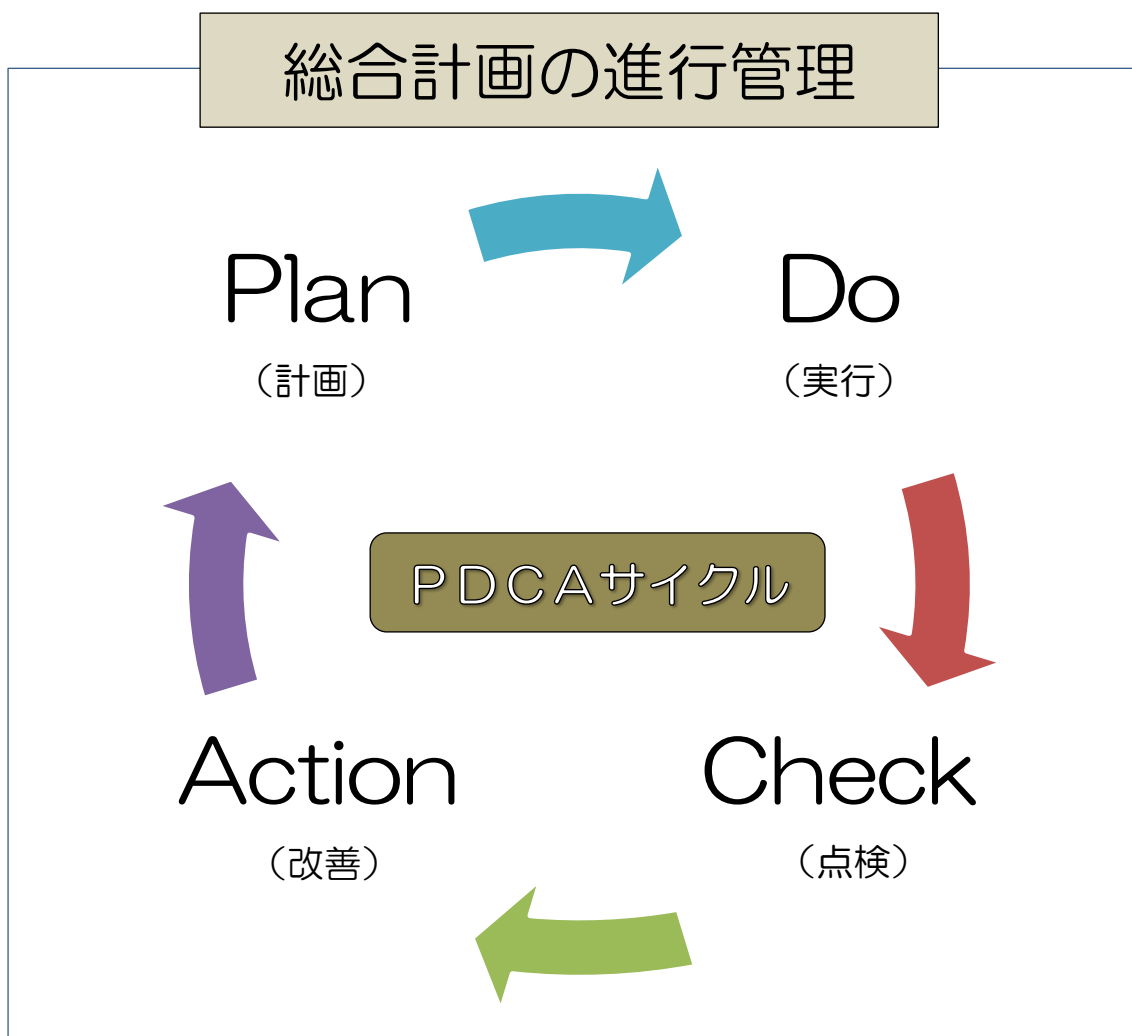 総合計画の進行管理
Plan
（計画）
Do
（実行）
ＰＤＣＡサイクル
Action
（改善）
Check
（点検）